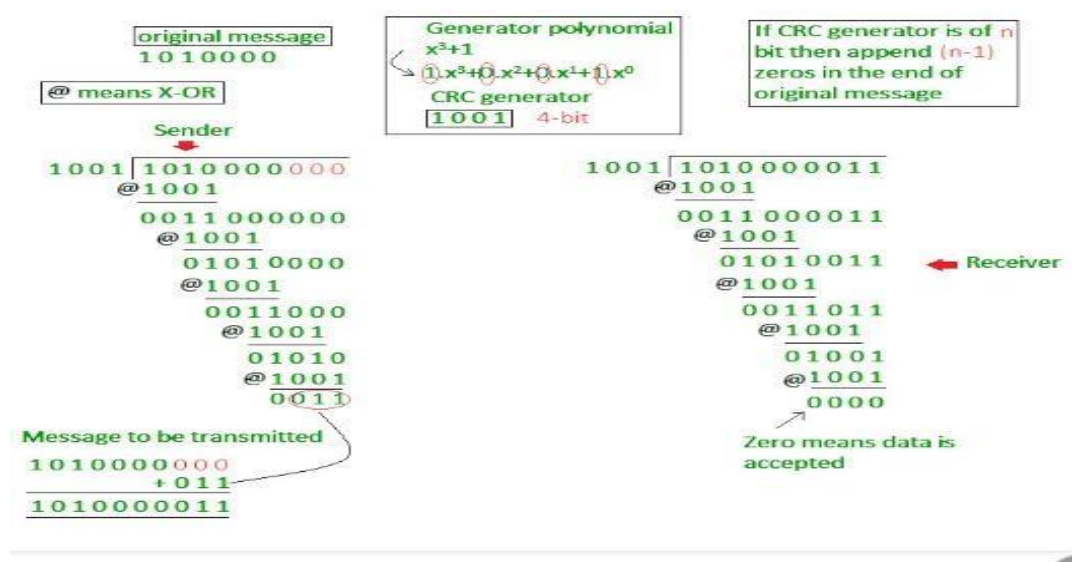 original message
1010000
@ means X-OR
Generator polynomial
x³+1
1.x³+0.x²+0.x¹+1.x⁰
CRC generator
1001 4-bit
If CRC generator is of n
bit then append (n-1)
zeros in the end of
original message
Sender
1001 1010000000
@1001
0011000000
@1001
01010000
@1001
0011000
@1001
01010
@1001
0011
Message to be transmitted
1010000000
+011
1010000011
1001 1010000011
@1001
0011000011
@1001
01010011
@1001
0011011
@1001
01001
@1001
0000
Receiver
Zero means data is
accepted